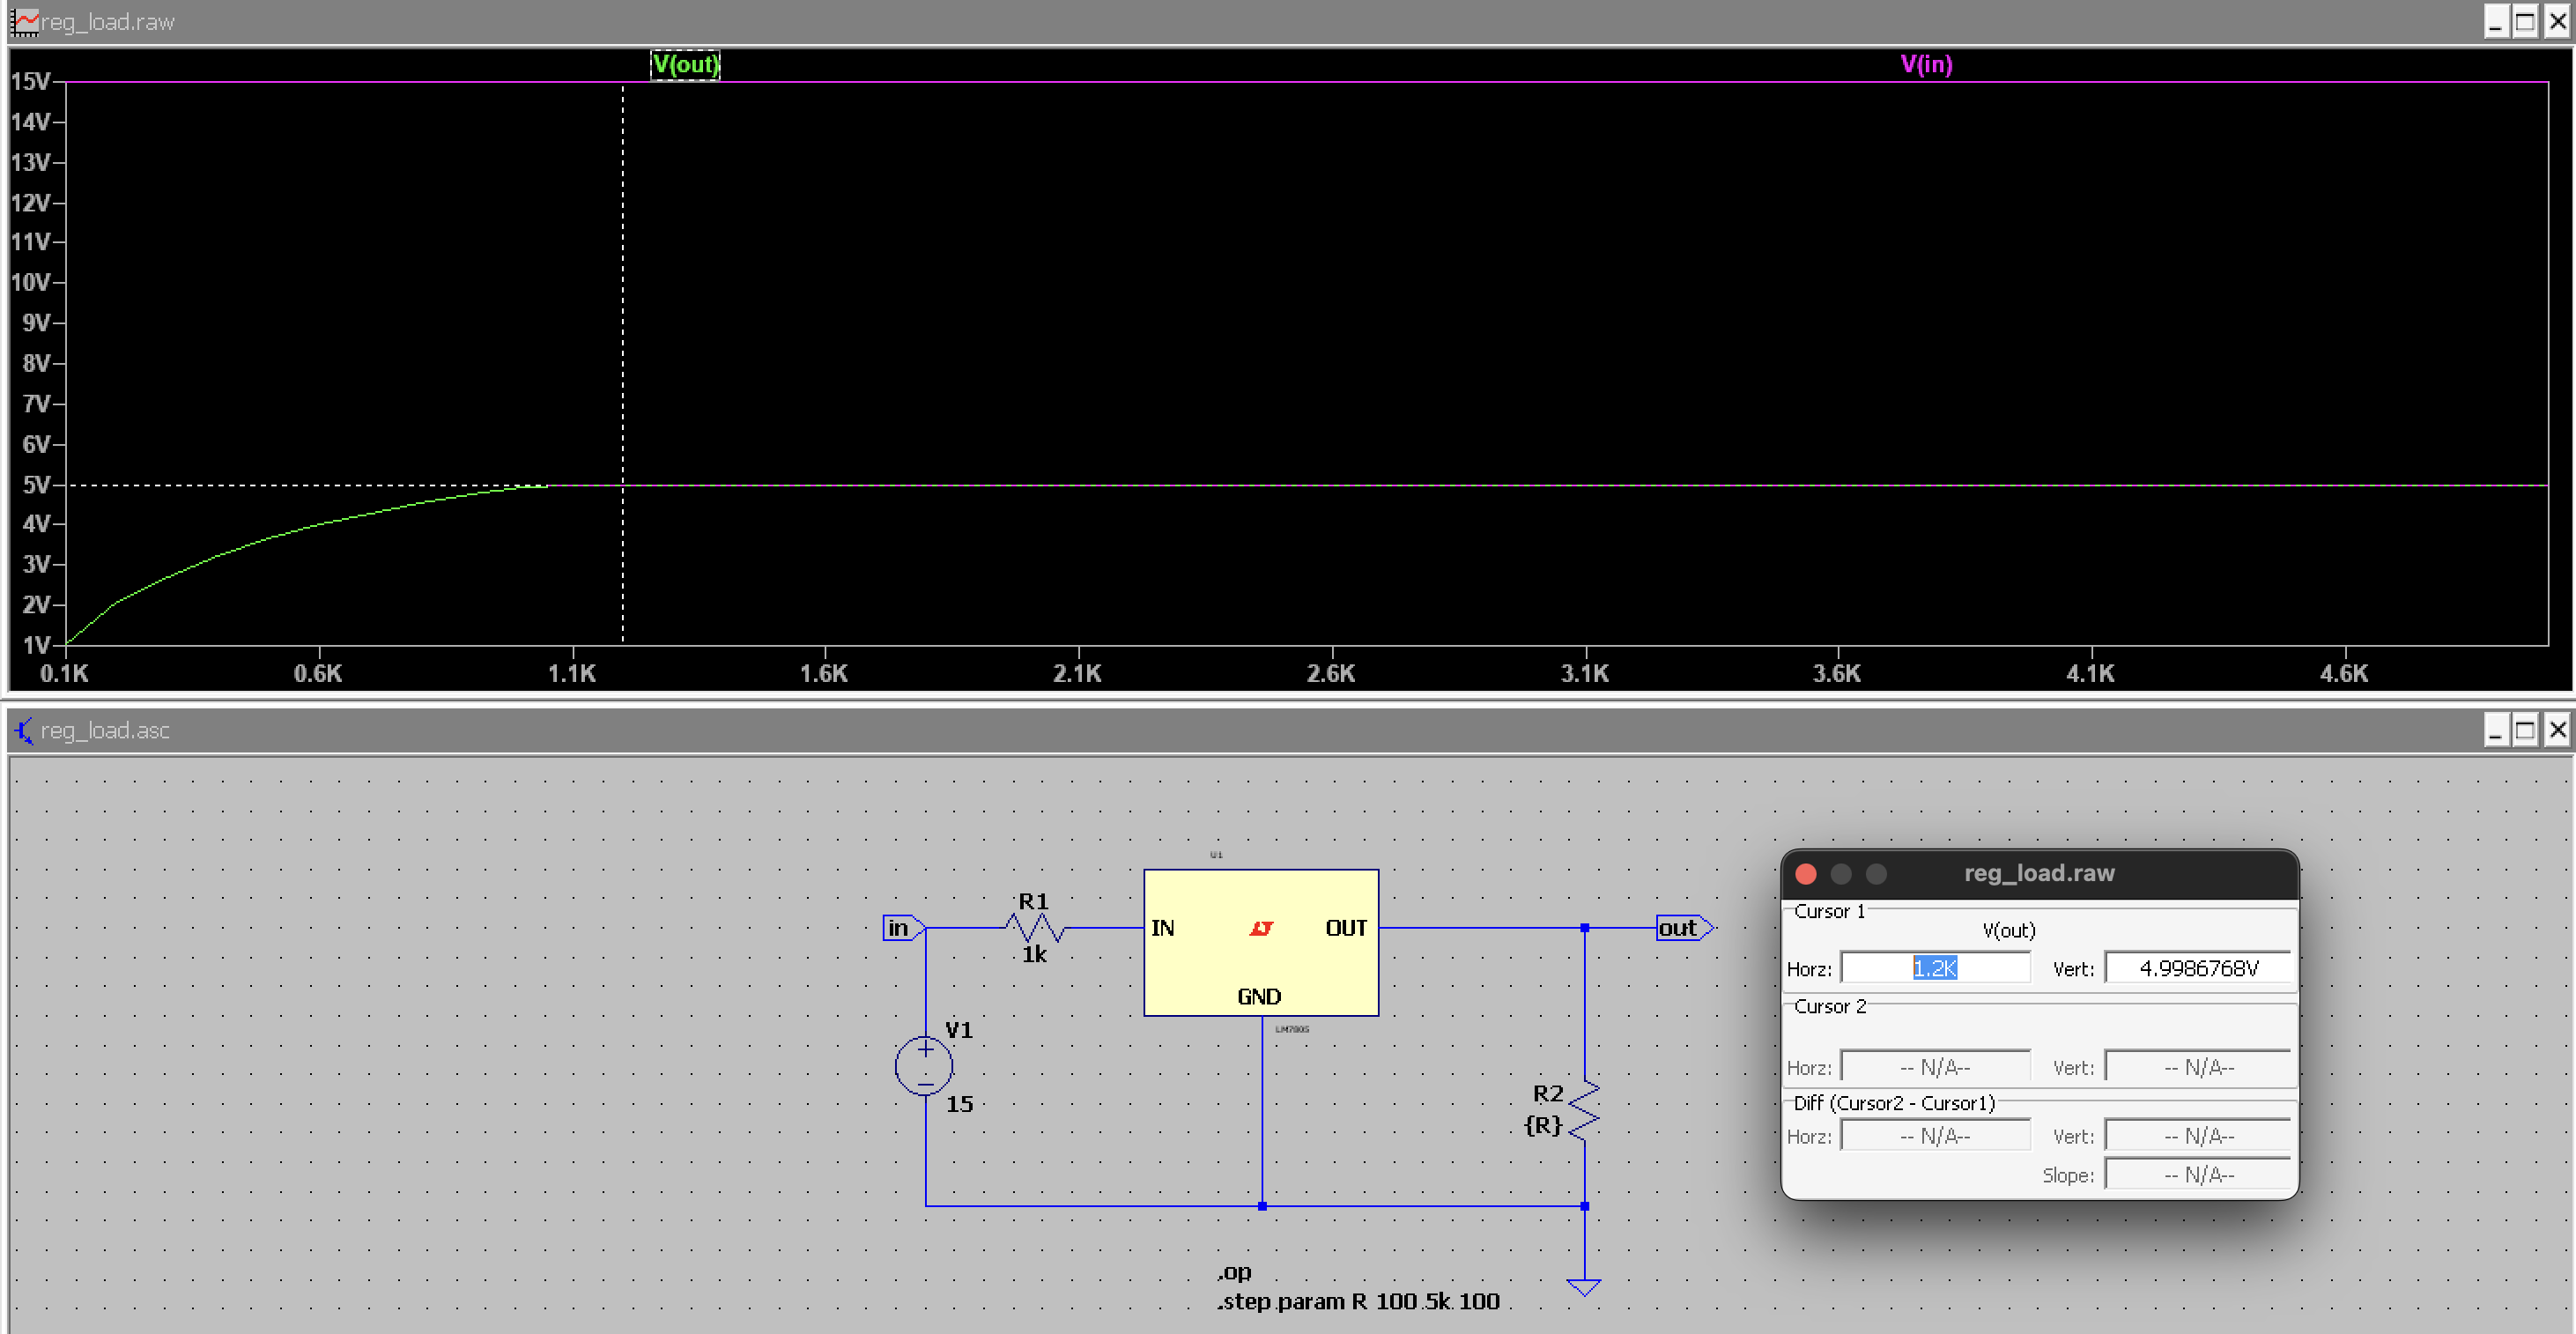 reg_load.raw
V(out) V(in)
15V
14V
13V
12V
11V
10V
9V
8V
7V
6V
5V
4V
3V
2V
1V
0.1K 0.6K 1.1K 1.6K 2.1K 2.6K 3.1K 3.6K 4.1K 4.6K
reg_load.asc
U1
in
R1
1k
IN
OUT
GND
LM7805
out
V1
15
R2
{R}
.op
.step param R 100 5k 100
reg_load.raw
Cursor 1
V(out)
Horz: 1.2K Vert: 4.9986768V
Cursor 2
Horz: -- N/A-- Vert: -- N/A--
Diff (Cursor2 - Cursor1)
Horz: -- N/A-- Vert: -- N/A--
Slope: -- N/A--